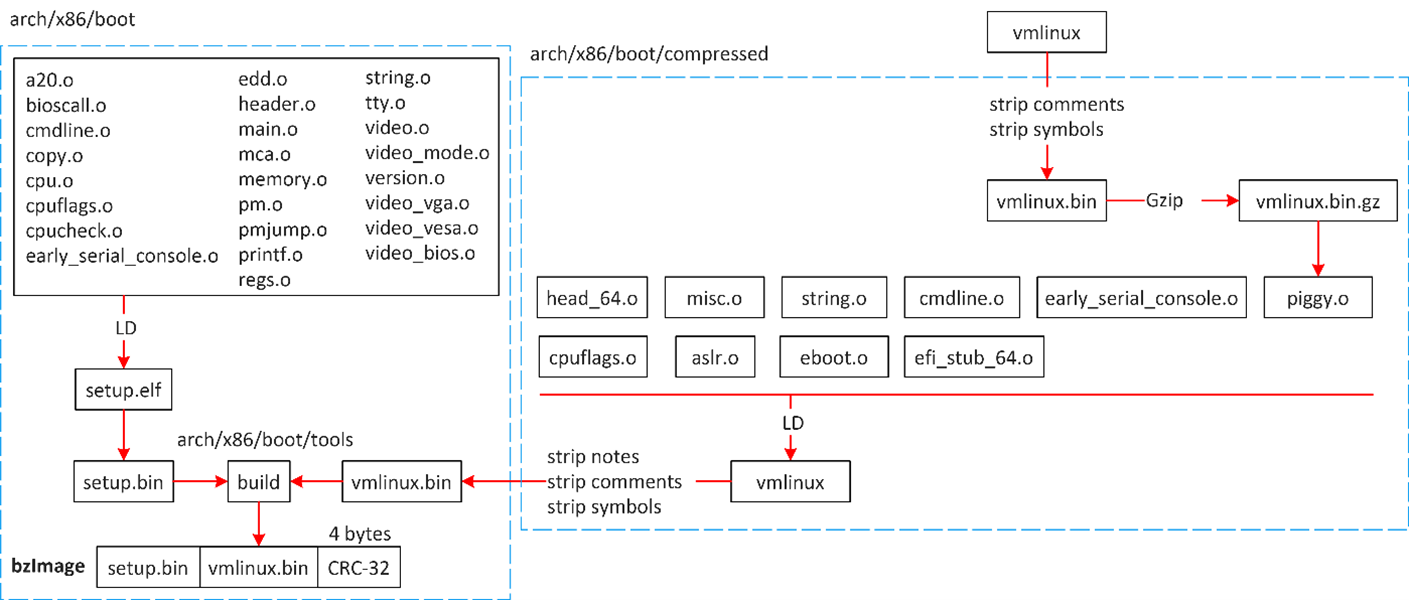 arch/x86/boot
a20.o
bioscall.o
cmdline.o
copy.o
cpu.o
cpuflags.o
cpucheck.o
early_serial_console.o
edd.o
header.o
main.o
mca.o
memory.o
pm.o
pmjump.o
printf.o
regs.o
string.o
tty.o
video.o
video_mode.o
version.o
video_vga.o
video_vesa.o
video_bios.o
LD
setup.elf
arch/x86/boot/tools
setup.bin
build
vmlinux.bin
4 bytes
bzImage
setup.bin
vmlinux.bin
CRC-32
arch/x86/boot/compressed
vmlinux
strip comments
strip symbols
vmlinux.bin
Gzip
vmlinux.bin.gz
head_64.o
misc.o
string.o
cmdline.o
early_serial_console.o
piggy.o
cpuflags.o
aslr.o
eboot.o
efi_stub_64.o
LD
vmlinux
strip notes
strip comments
strip symbols